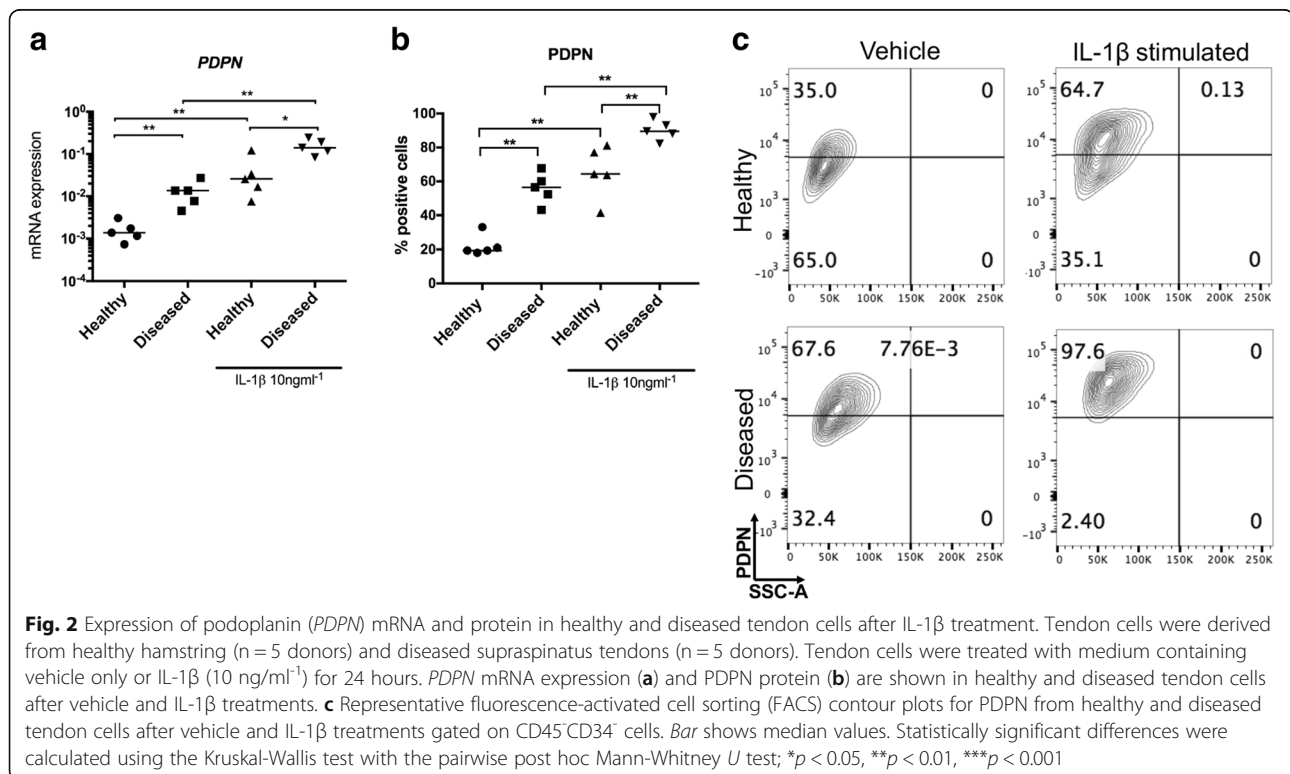 a
PDPN
mRNA expression
10⁰
10⁻¹
10⁻²
10⁻³
10⁻⁴
**
**
**
*
Healthy
Diseased
Healthy
Diseased
IL-1β 10ngml⁻¹
b
PDPN
% positive cells
100
80
60
40
20
0
**
**
**
**
Healthy
Diseased
Healthy
Diseased
IL-1β 10ngml⁻¹
c
Vehicle
IL-1β stimulated
Healthy
35.0 0
65.0 0
10⁵
10⁴
10³
0
-10³
0 50K 100K 150K 200K 250K
64.7 0.13
35.1 0
10⁵
10⁴
10³
0
-10³
0 50K 100K 150K 200K 250K
Diseased
67.6 7.76E-3
32.4 0
10⁵
10⁴
10³
0
-10³
0 50K 100K 150K 200K 250K
97.6 0
2.40 0
10⁵
10⁴
10³
0
-10³
0 50K 100K 150K 200K 250K
PDPN
SSC-A
Fig. 2 Expression of podoplanin (PDPN) mRNA and protein in healthy and diseased tendon cells after IL-1β treatment. Tendon cells were derived
from healthy hamstring (n = 5 donors) and diseased supraspinatus tendons (n = 5 donors). Tendon cells were treated with medium containing
vehicle only or IL-1β (10 ng/ml⁻¹) for 24 hours. PDPN mRNA expression (a) and PDPN protein (b) are shown in healthy and diseased tendon cells
after vehicle and IL-1β treatments. c Representative fluorescence-activated cell sorting (FACS) contour plots for PDPN from healthy and diseased
tendon cells after vehicle and IL-1β treatments gated on CD45⁻CD34⁻ cells. Bar shows median values. Statistically significant differences were
calculated using the Kruskal-Wallis test with the pairwise post hoc Mann-Whitney U test; *p < 0.05, **p < 0.01, ***p < 0.001